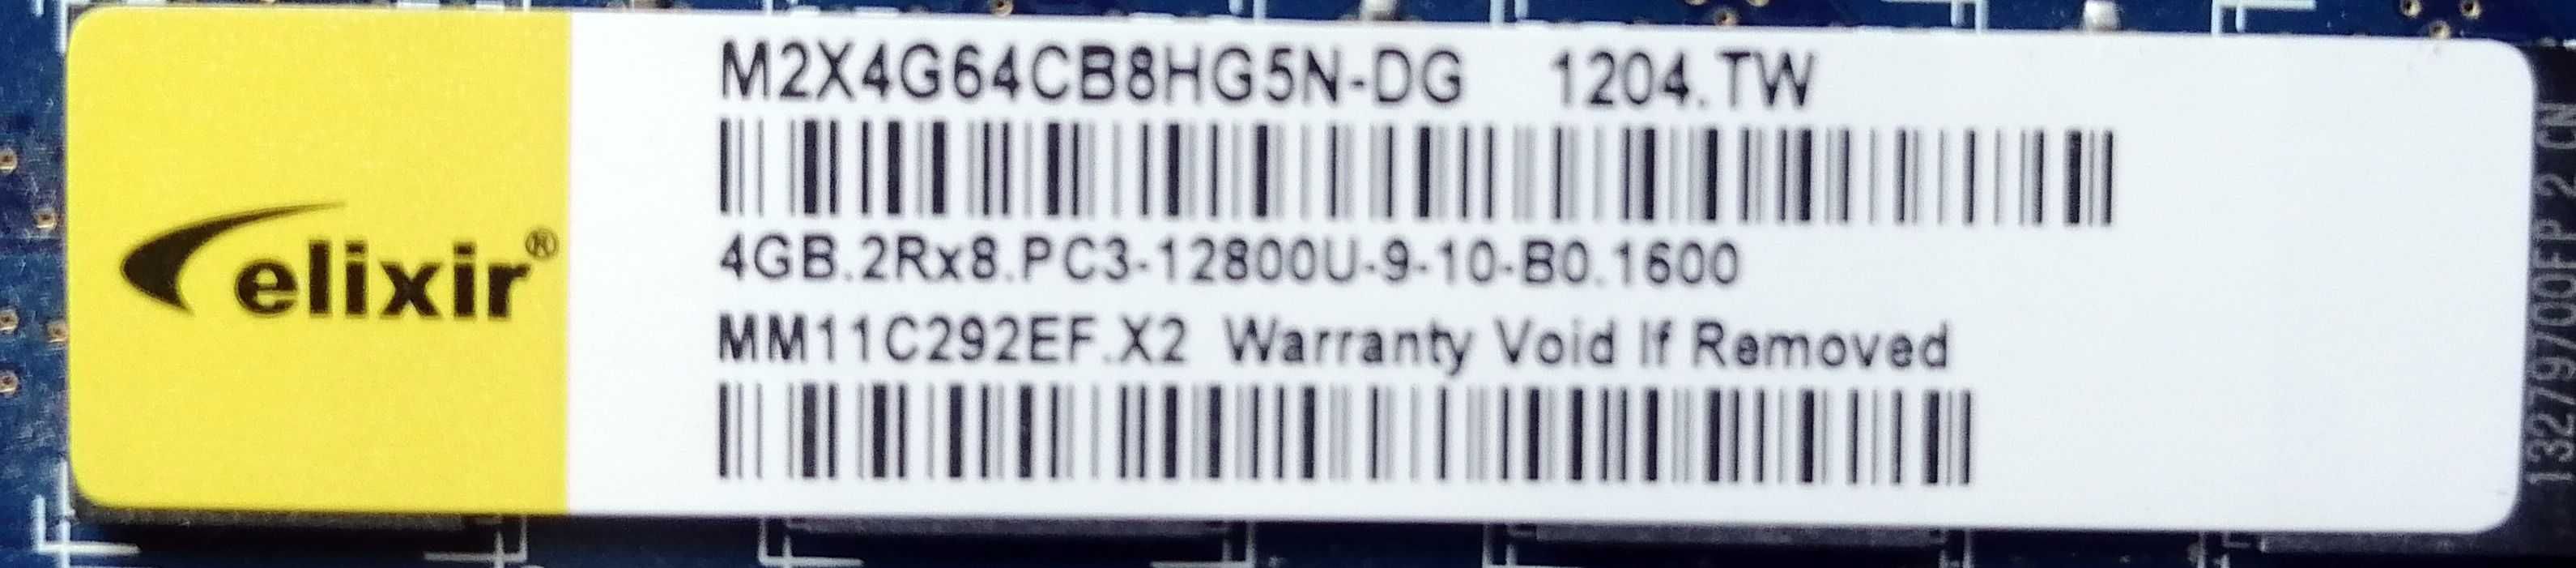 elixir®
M2X4G64CB8HG5N-DG 1204.TW
4GB.2Rx8.PC3-12800U-9-10-B0.1600
MM11C292EF.X2 Warranty Void If Removed